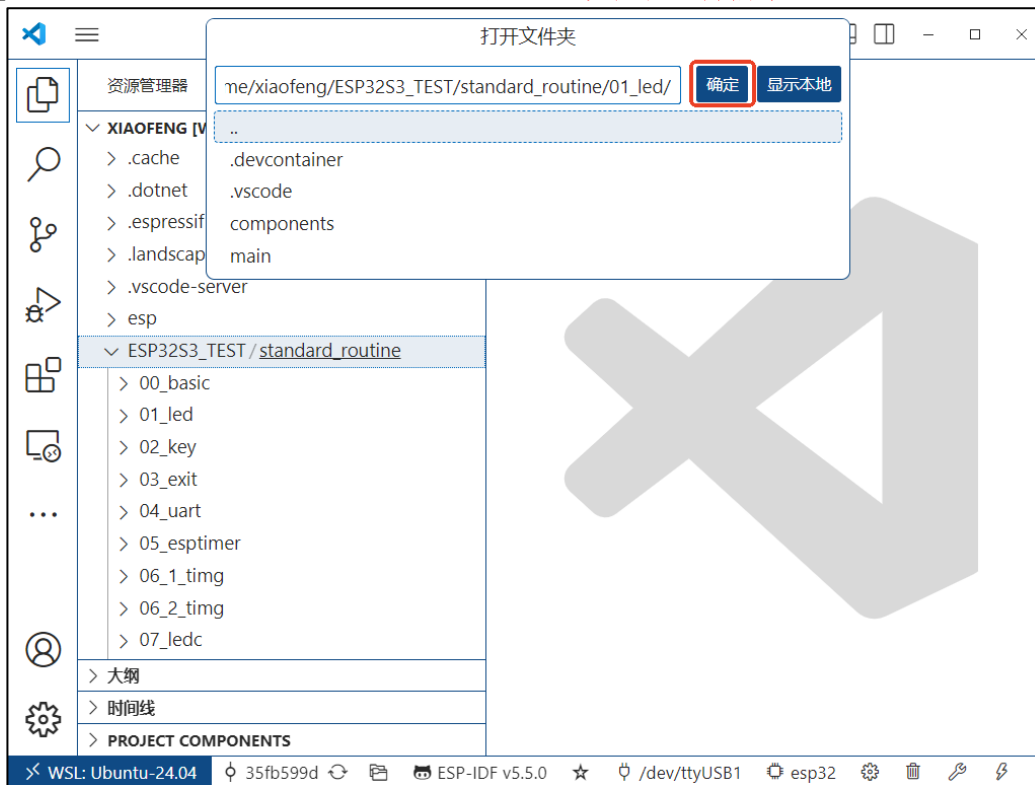 打开文件夹
资源管理器
me/xiaofeng/ESP32S3_TEST/standard_routine/01_led/
确定
显示本地
..
.devcontainer
.vscode
components
main
XIAOFENG [W
.cache
.dotnet
.espressif
.landscap
.vscode-server
esp
ESP32S3_TEST / standard_routine
00_basic
01_led
02_key
03_exit
04_uart
05_esptimer
06_1_timg
06_2_timg
07_ledc
大纲
时间线
PROJECT COMPONENTS
WSL: Ubuntu-24.04 35fb599d ESP-IDF v5.5.0 /dev/ttyUSB1 esp32